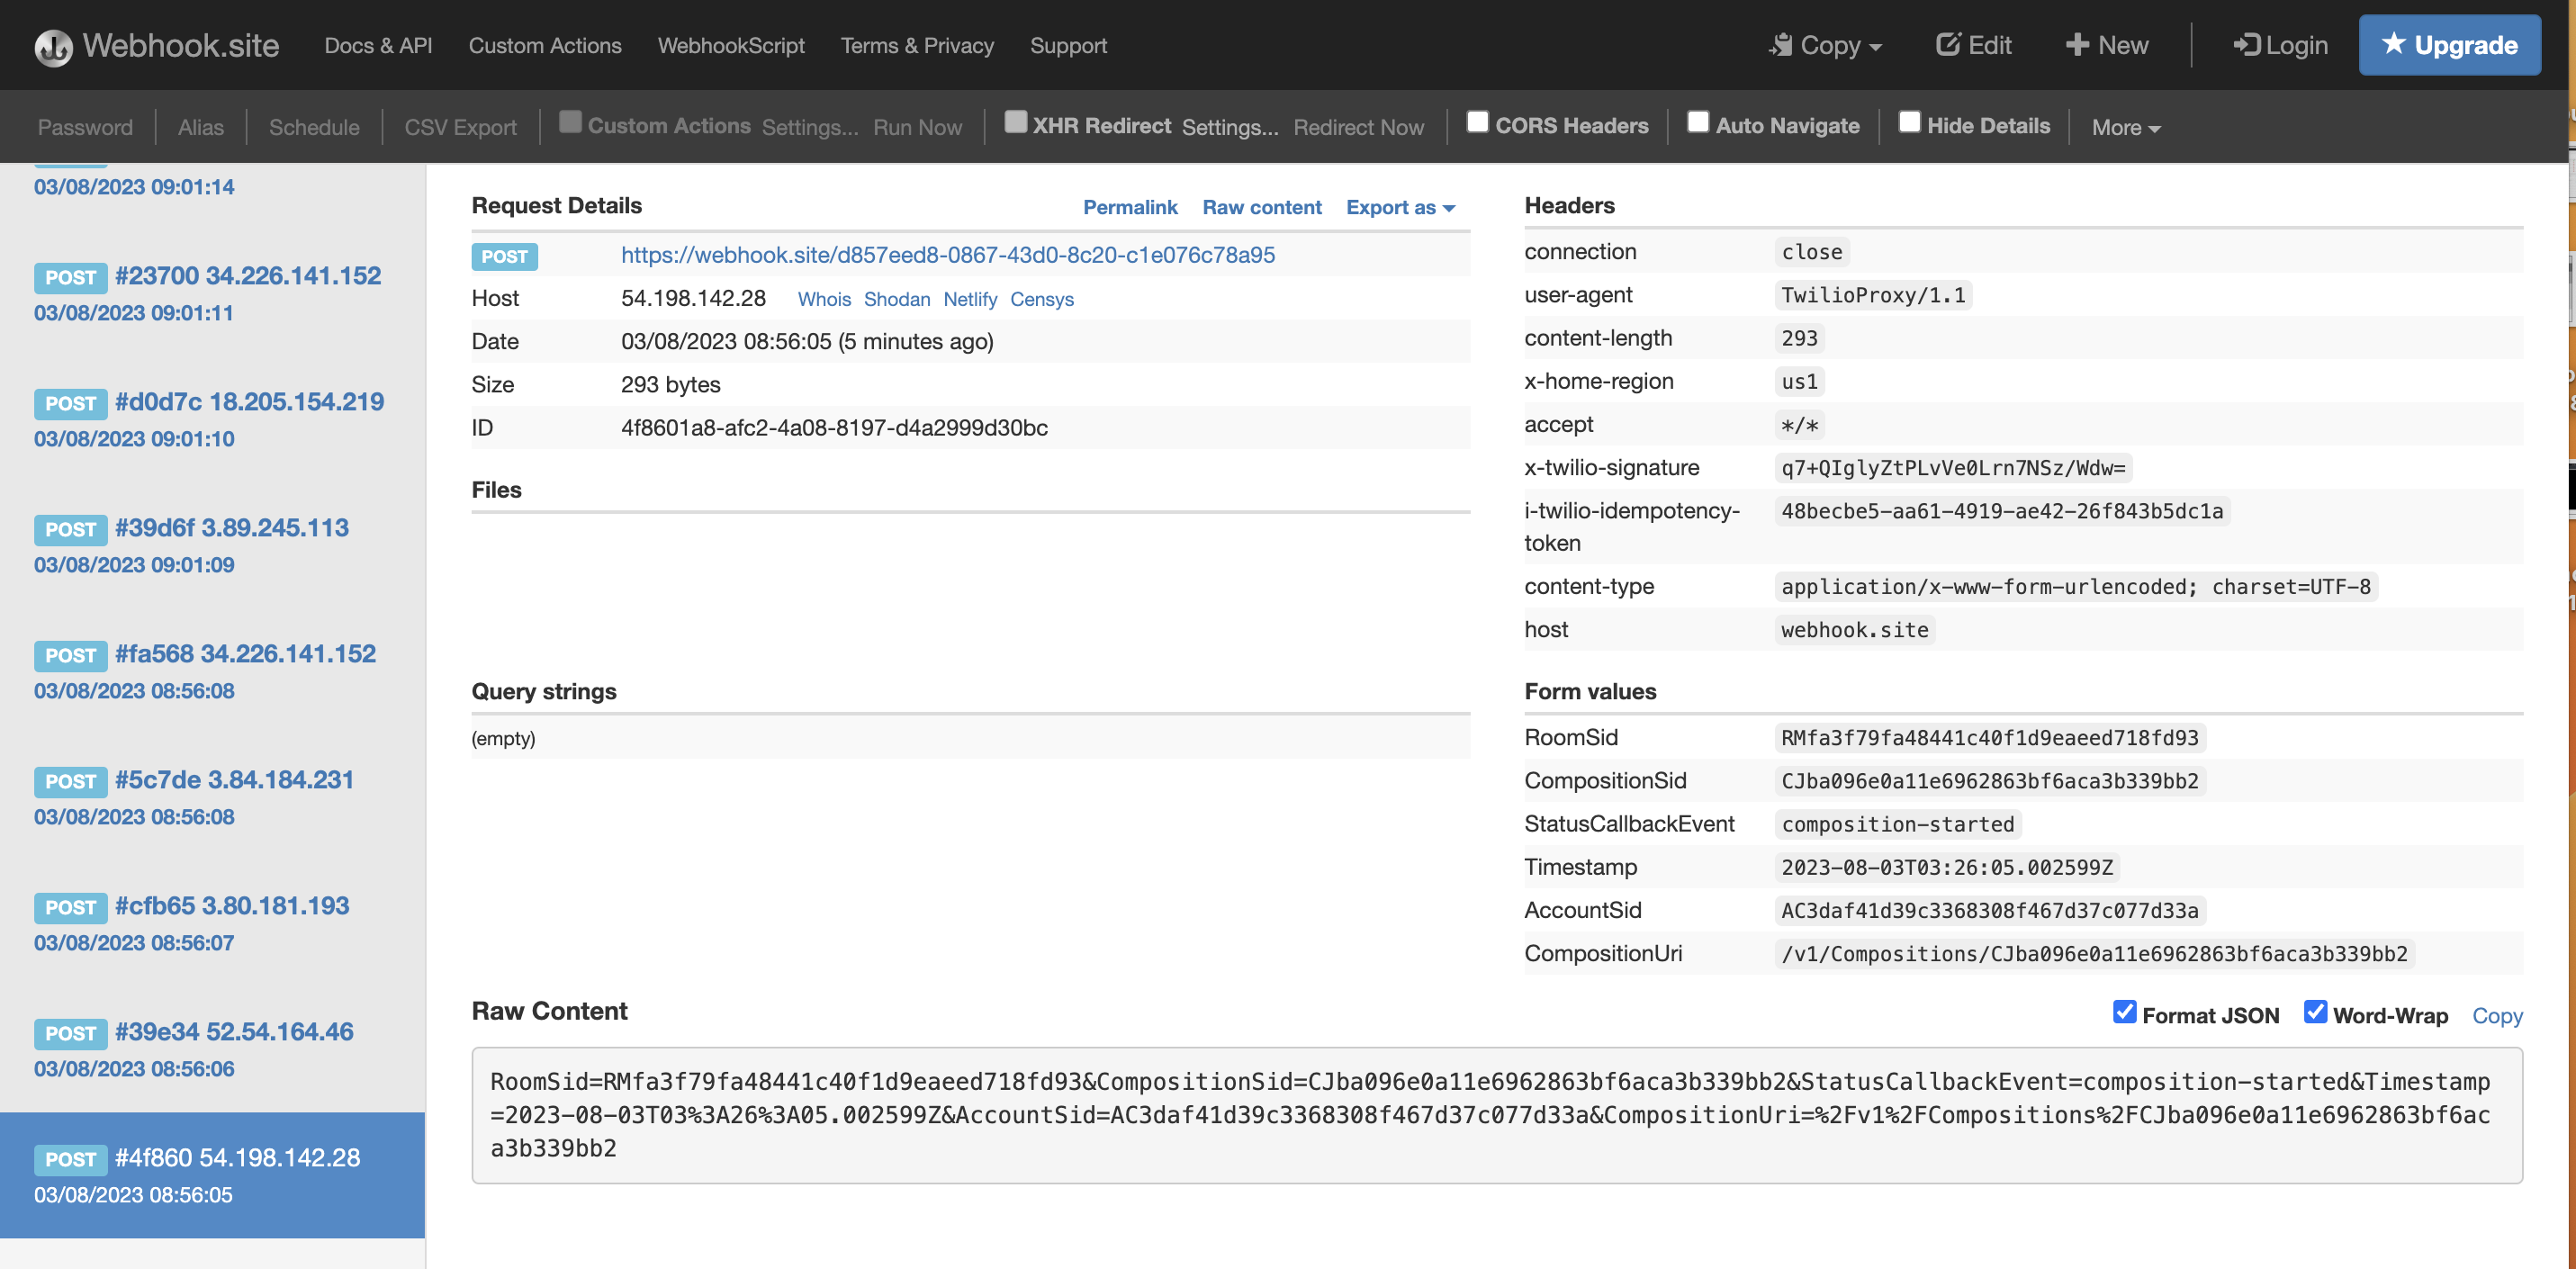 Webhook.site Docs & API Custom Actions WebhookScript Terms & Privacy Support Copy Edit New Login Upgrade
Password Alias Schedule CSV Export Custom Actions Settings... Run Now XHR Redirect Settings... Redirect Now CORS Headers Auto Navigate Hide Details More
03/08/2023 09:01:14
POST #23700 34.226.141.152
03/08/2023 09:01:11
POST #d0d7c 18.205.154.219
03/08/2023 09:01:10
POST #39d6f 3.89.245.113
03/08/2023 09:01:09
POST #fa568 34.226.141.152
03/08/2023 08:56:08
POST #5c7de 3.84.184.231
03/08/2023 08:56:08
POST #cfb65 3.80.181.193
03/08/2023 08:56:07
POST #39e34 52.54.164.46
03/08/2023 08:56:06
POST #4f860 54.198.142.28
03/08/2023 08:56:05
Request Details Permalink Raw content Export as
POST https://webhook.site/d857eed8-0867-43d0-8c20-c1e076c78a95
Host 54.198.142.28 Whois Shodan Netlify Censys
Date 03/08/2023 08:56:05 (5 minutes ago)
Size 293 bytes
ID 4f8601a8-afc2-4a08-8197-d4a2999d30bc
Files
Query strings
(empty)
Headers
connection close
user-agent TwilioProxy/1.1
content-length 293
x-home-region us1
accept */*
x-twilio-signature q7+QIglyZtPLvVe0Lrn7NSz/Wdw=
i-twilio-idempotency- 48becbe5-aa61-4919-ae42-26f843b5dc1a
token
content-type application/x-www-form-urlencoded; charset=UTF-8
host webhook.site
Form values
RoomSid RMfa3f79fa48441c40f1d9eaeed718fd93
CompositionSid CJba096e0a11e6962863bf6aca3b339bb2
StatusCallbackEvent composition-started
Timestamp 2023-08-03T03:26:05.002599Z
AccountSid AC3daf41d39c3368308f467d37c077d33a
CompositionUri /v1/Compositions/CJba096e0a11e6962863bf6aca3b339bb2
Raw Content Format JSON Word-Wrap Copy
RoomSid=RMfa3f79fa48441c40f1d9eaeed718fd93&CompositionSid=CJba096e0a11e6962863bf6aca3b339bb2&StatusCallbackEvent=composition-started&Timestamp
=2023-08-03T03%3A26%3A05.002599Z&AccountSid=AC3daf41d39c3368308f467d37c077d33a&CompositionUri=%2Fv1%2FCompositions%2FCJba096e0a11e6962863bf6ac
a3b339bb2